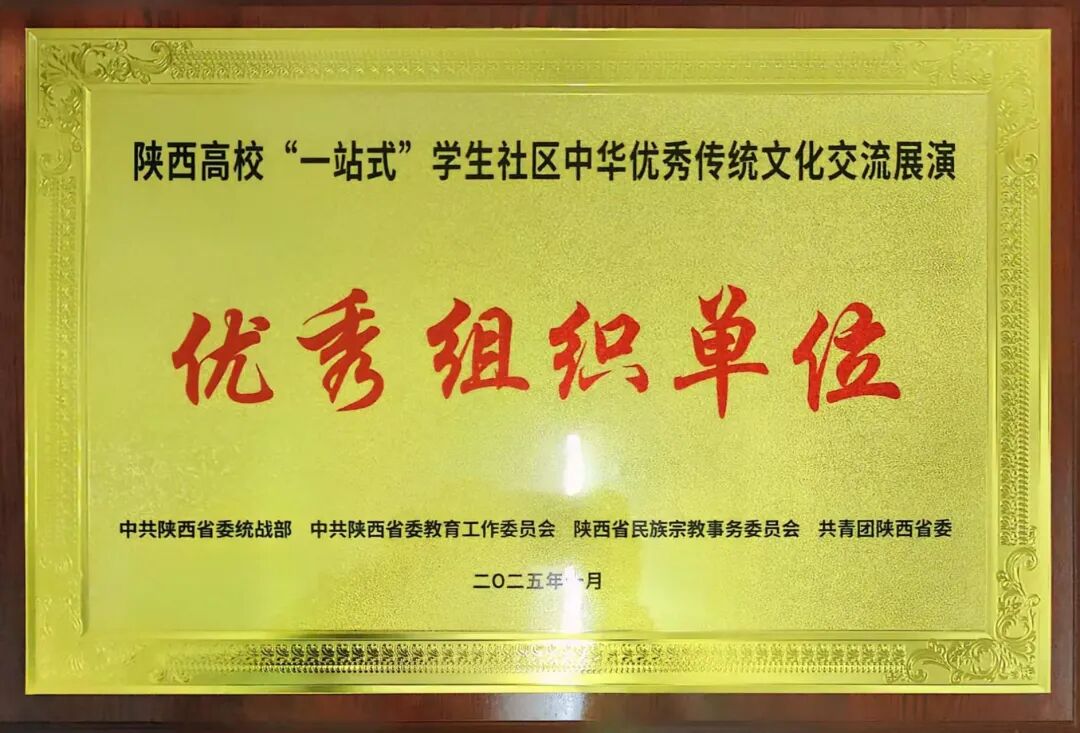 陕西高校“一站式”学生社区中华优秀传统文化交流展演
优秀组织单位
中共陕西省委统战部 中共陕西省委教育工作委员会 陕西省民族宗教事务委员会 共青团陕西省委
二〇二五年一月